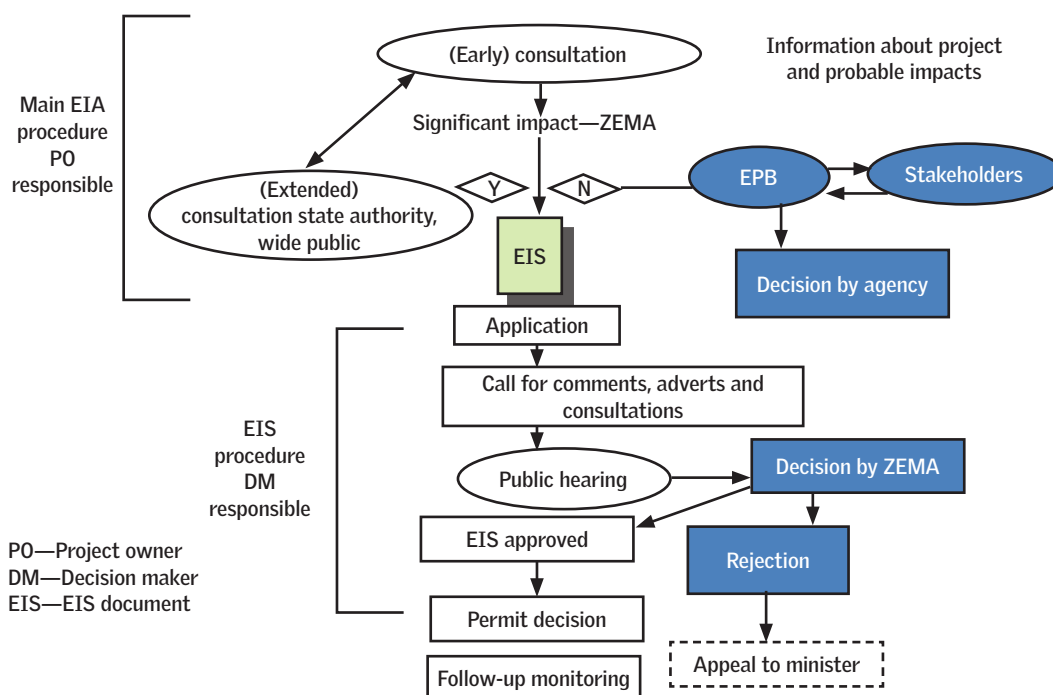 (Early) consultation
Information about project
and probable impacts
Main EIA
procedure
PO
responsible
Significant impact—ZEMA
(Extended)
consultation state authority,
wide public
Y
N
EPB
Stakeholders
EIS
Decision by agency
Application
Call for comments, adverts and
consultations
EIS
procedure
DM
responsible
Public hearing
Decision by ZEMA
EIS approved
Rejection
PO—Project owner
DM—Decision maker
EIS—EIS document
Permit decision
Appeal to minister
Follow-up monitoring